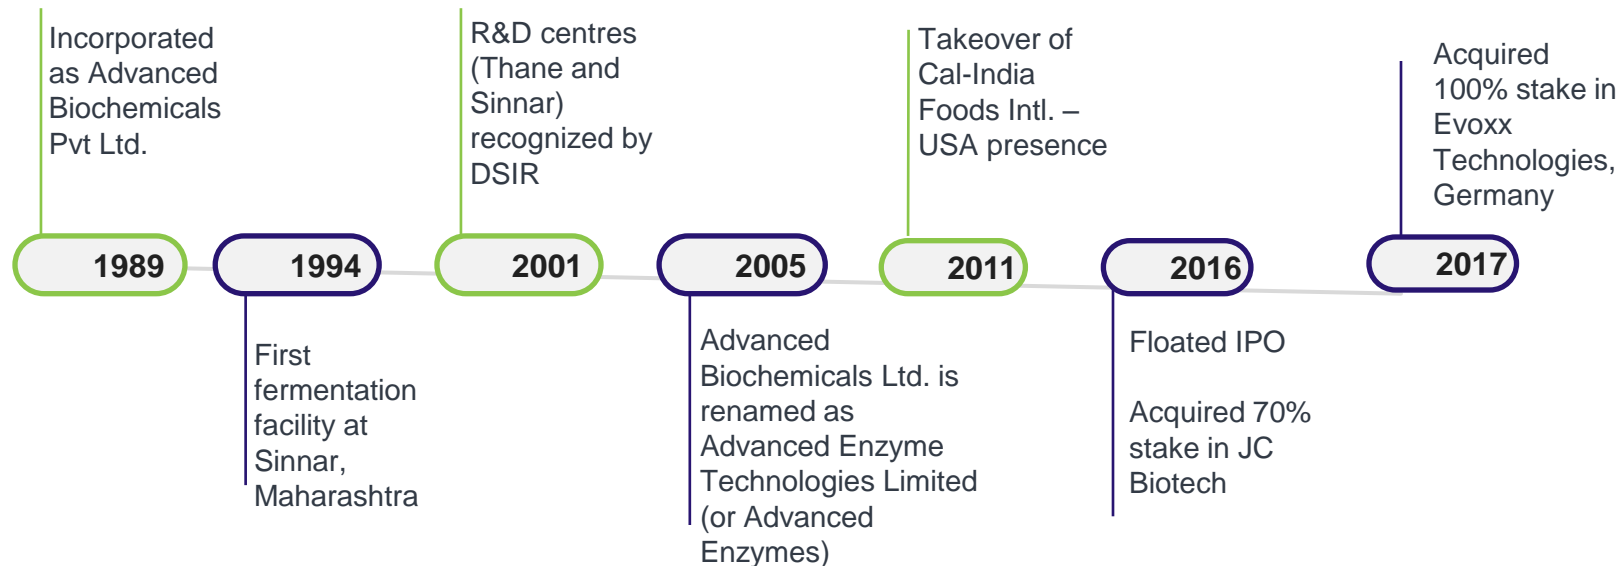 Incorporated
as Advanced
Biochemicals
Pvt Ltd.
R&D centres
(Thane and
Sinnar)
recognized by
DSIR
Takeover of
Cal-India
Foods Intl. –
USA presence
Acquired
100% stake in
Evoxx
Technologies,
Germany
1989
1994
2001
2005
2011
2016
2017
First
fermentation
facility at
Sinnar,
Maharashtra
Advanced
Biochemicals Ltd. is
renamed as
Advanced Enzyme
Technologies Limited
(or Advanced
Enzymes)
Floated IPO
Acquired 70%
stake in JC
Biotech